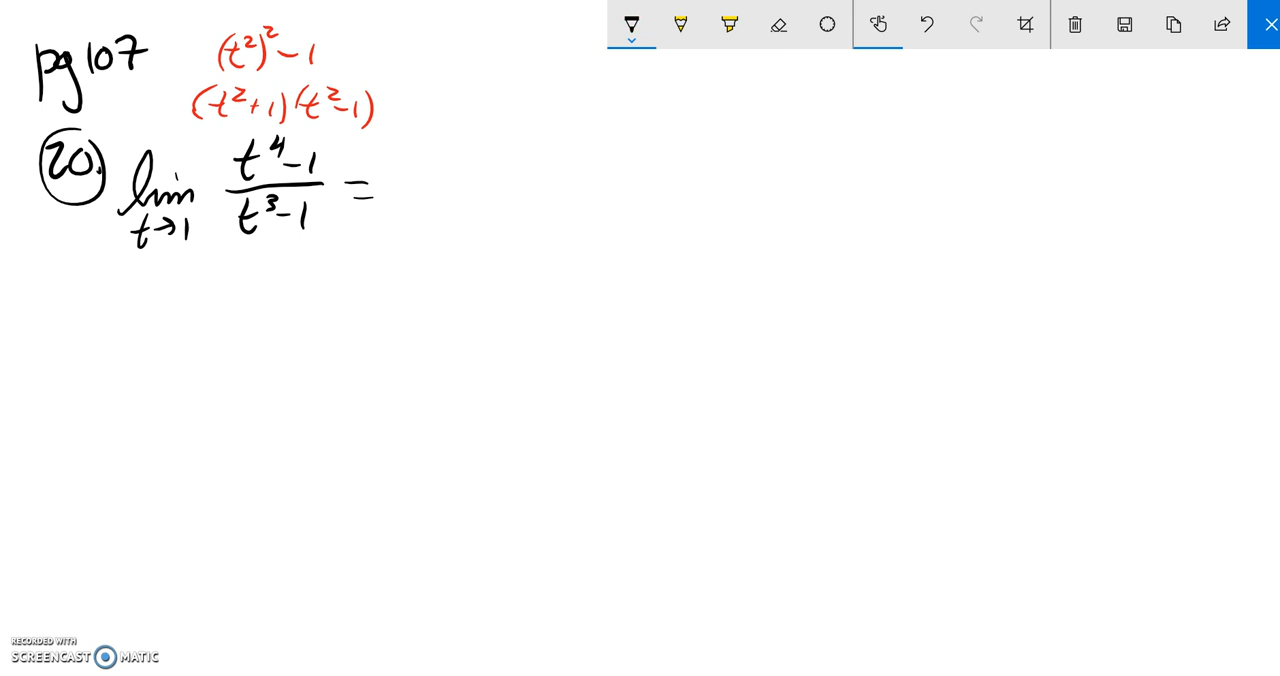 pg 107
(t²)² - 1
(t² + 1)(t² - 1)
20. lim t→1 t⁴ - 1 / t³ - 1 =
RECORDED WITH
SCREENCAST MATIC